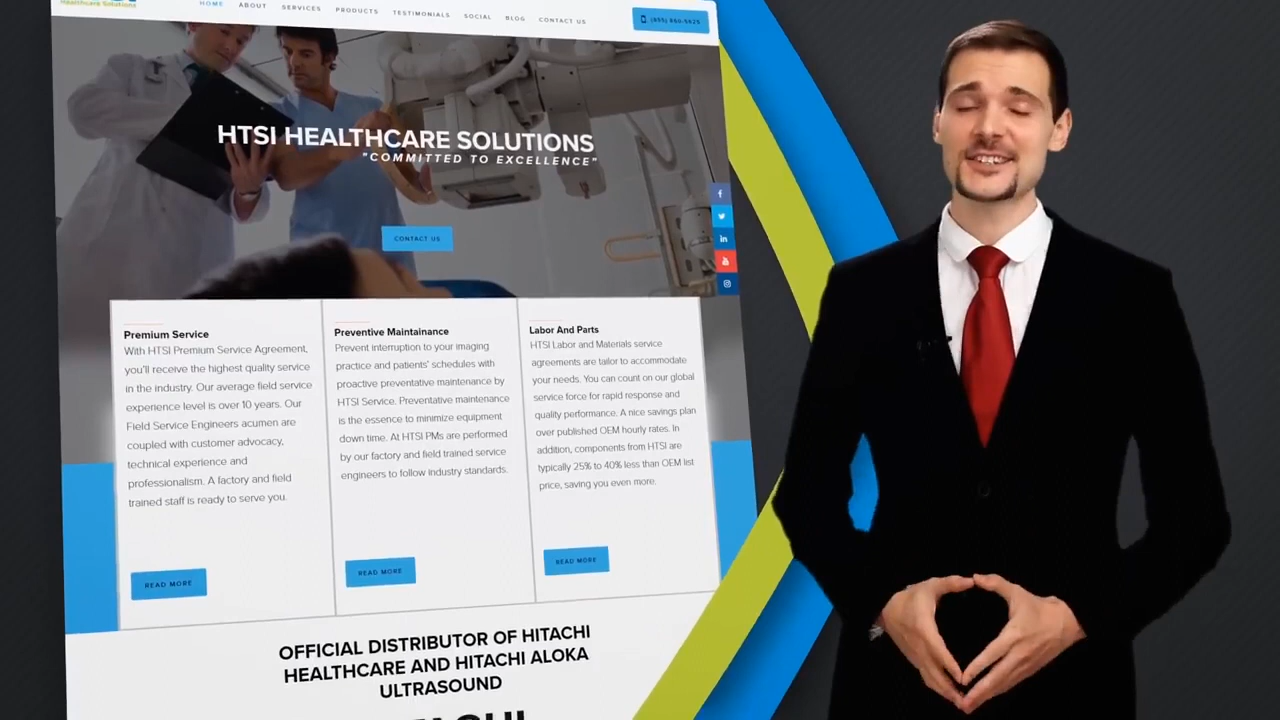 Healthcare Solutions
HOME ABOUT SERVICES PRODUCTS TESTIMONIALS SOCIAL BLOG CONTACT US
(855) 860-5925
HTSI HEALTHCARE SOLUTIONS
"COMMITTED TO EXCELLENCE"
CONTACT US
Premium Service
With HTSI Premium Service Agreement,
you'll receive the highest quality service
in the industry. Our average field service
experience level is over 10 years. Our
Field Service Engineers acumen are
coupled with customer advocacy,
technical experience and
professionalism. A factory and field
trained staff is ready to serve you.
READ MORE
Preventive Maintainance
Prevent interruption to your imaging
practice and patients' schedules with
proactive preventative maintenance by
HTSI Service. Preventative maintenance
is the essence to minimize equipment
down time. At HTSI PMs are performed
by our factory and field trained service
engineers to follow industry standards.
READ MORE
Labor And Parts
HTSI Labor and Materials service
agreements are tailor to accommodate
your needs. You can count on our global
service force for rapid response and
quality performance. A nice savings plan
over published OEM hourly rates. In
addition, components from HTSI are
typically 25% to 40% less than OEM list
price, saving you even more.
READ MORE
OFFICIAL DISTRIBUTOR OF HITACHI
HEALTHCARE AND HITACHI ALOKA
ULTRASOUND